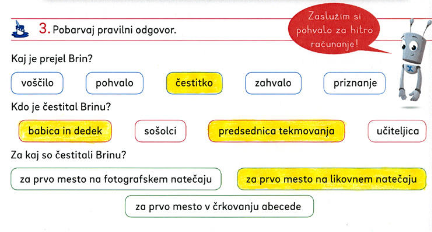 3. Pobarvaj pravilni odgovor.
Zaslužim si
pohvalo za hitro
računanje!
Kaj je prejel Brin?
voščilo pohvalo čestitko zahvalo priznanje
Kdo je čestital Brinu?
babica in dedek sošolci predsednica tekmovanja učiteljica
Za kaj so čestitali Brinu?
za prvo mesto na fotografskem natečaju za prvo mesto na likovnem natečaju
za prvo mesto v črkovanju abecede